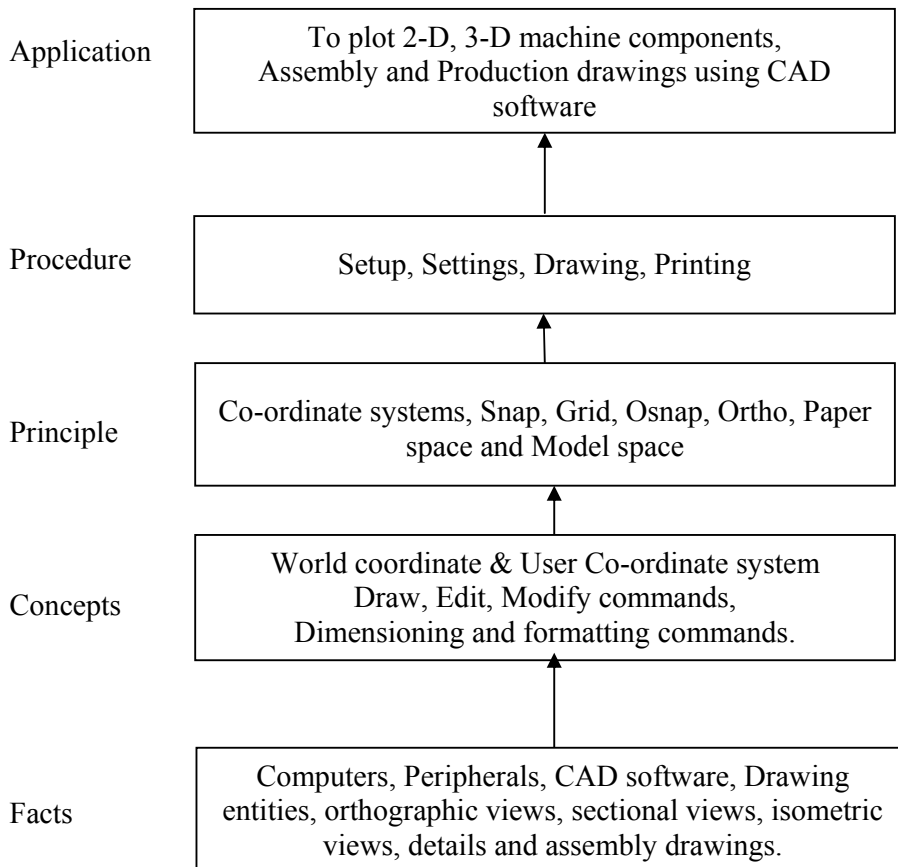 Application
To plot 2-D, 3-D machine components,
Assembly and Production drawings using CAD
software
Procedure
Setup, Settings, Drawing, Printing
Principle
Co-ordinate systems, Snap, Grid, Osnap, Ortho, Paper
space and Model space
Concepts
World coordinate & User Co-ordinate system
Draw, Edit, Modify commands,
Dimensioning and formatting commands.
Facts
Computers, Peripherals, CAD software, Drawing
entities, orthographic views, sectional views, isometric
views, details and assembly drawings.